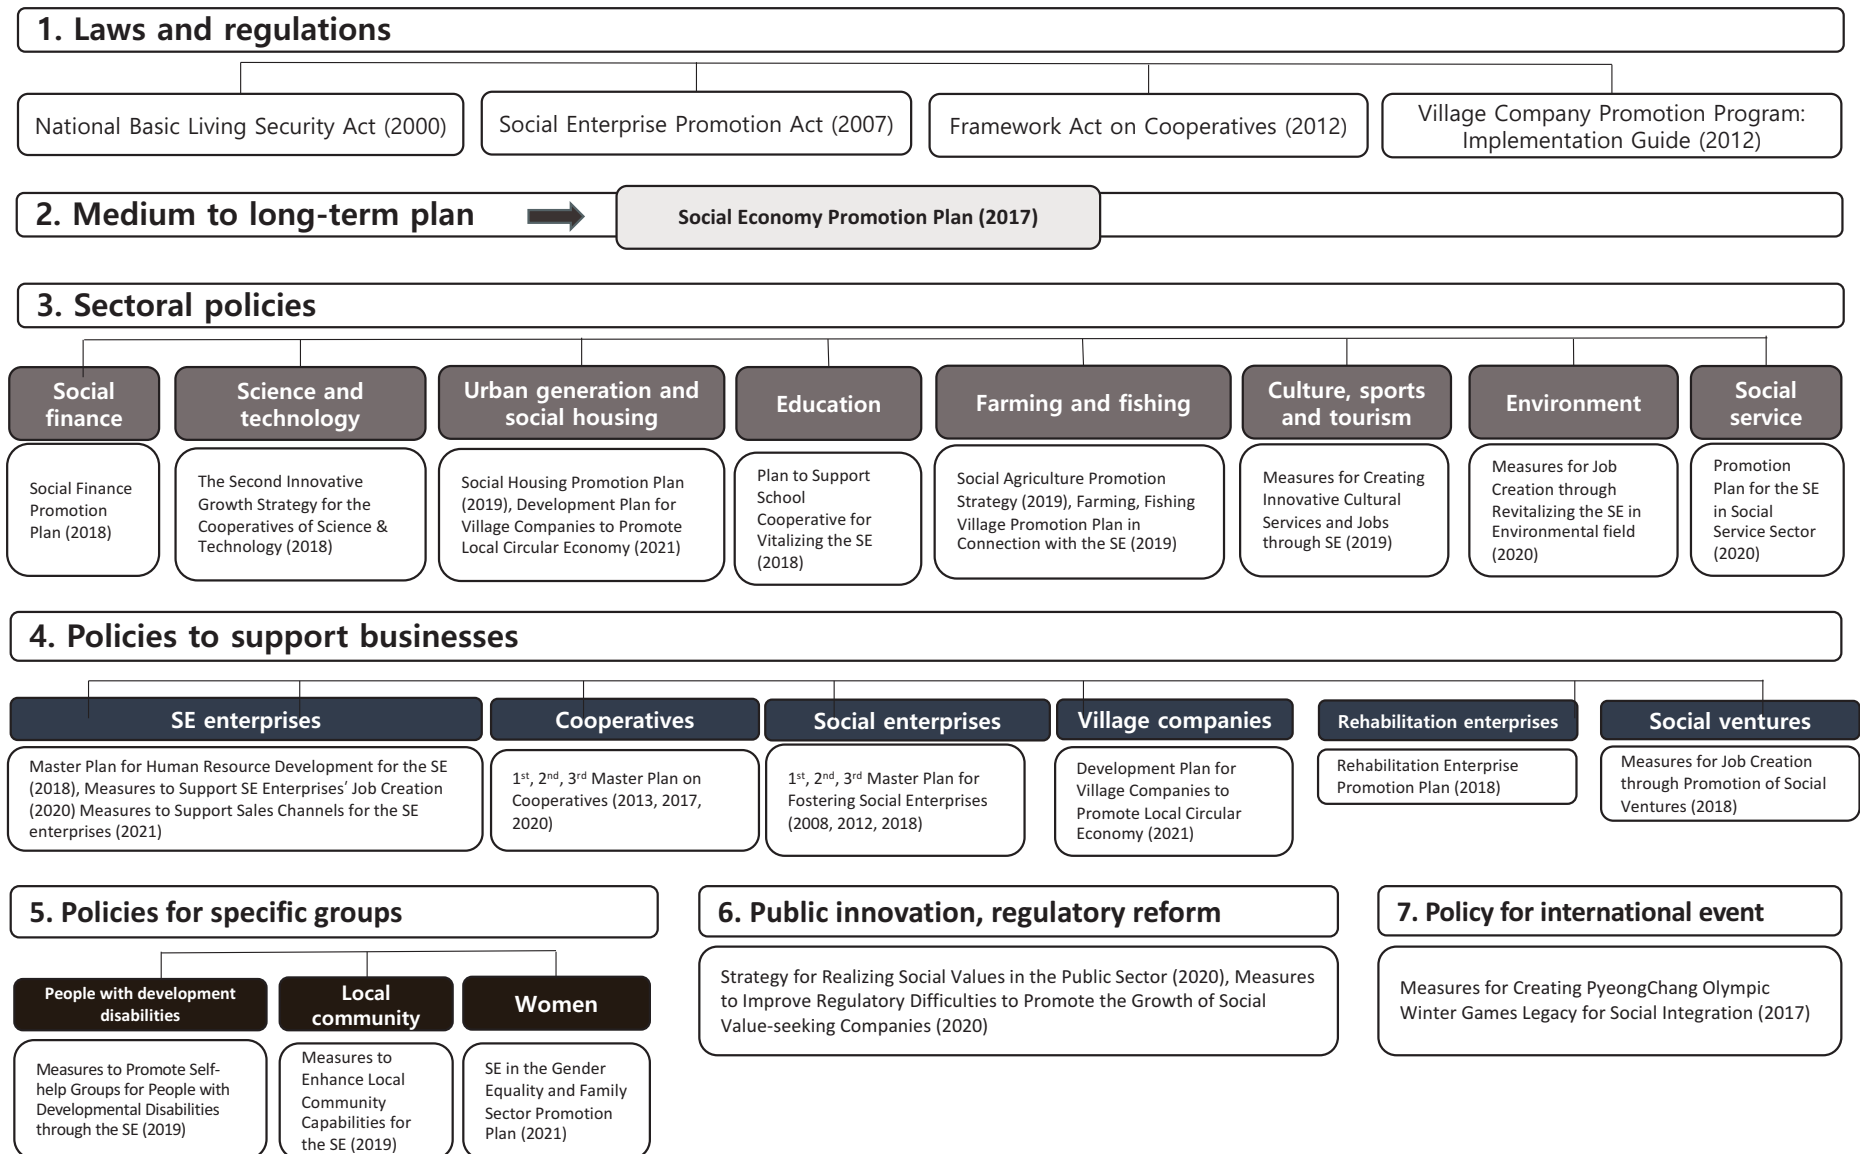 1. Laws and regulations
National Basic Living Security Act (2000)
Social Enterprise Promotion Act (2007)
Framework Act on Cooperatives (2012)
Village Company Promotion Program:
Implementation Guide (2012)
2. Medium to long-term plan
Social Economy Promotion Plan (2017)
3. Sectoral policies
Social
finance
Social Finance
Promotion
Plan (2018)
Science and
technology
The Second Innovative
Growth Strategy for the
Cooperatives of Science &
Technology (2018)
Urban generation and
social housing
Social Housing Promotion Plan
(2019), Development Plan for
Village Companies to Promote
Local Circular Economy (2021)
Education
Plan to Support
School
Cooperative for
Vitalizing the SE
(2018)
Farming and fishing
Social Agriculture Promotion
Strategy (2019), Farming, Fishing
Village Promotion Plan in
Connection with the SE (2019)
Culture, sports
and tourism
Measures for Creating
Innovative Cultural
Services and Jobs
through SE (2019)
Environment
Measures for Job
Creation through
Revitalizing the SE in
Environmental field
(2020)
Social
service
Promotion
Plan for the SE
in Social
Service Sector
(2020)
4. Policies to support businesses
SE enterprises
Master Plan for Human Resource Development for the SE
(2018), Measures to Support SE Enterprises’ Job Creation
(2020) Measures to Support Sales Channels for the SE
enterprises (2021)
Cooperatives
1st, 2nd, 3rd Master Plan on
Cooperatives (2013, 2017,
2020)
Social enterprises
1st, 2nd, 3rd Master Plan for
Fostering Social Enterprises
(2008, 2012, 2018)
Village companies
Development Plan for
Village Companies to
Promote Local Circular
Economy (2021)
Rehabilitation enterprises
Rehabilitation Enterprise
Promotion Plan (2018)
Social ventures
Measures for Job Creation
through Promotion of Social
Ventures (2018)
5. Policies for specific groups
People with development
disabilities
Measures to Promote Self-
help Groups for People with
Developmental Disabilities
through the SE (2019)
Local
community
Measures to
Enhance Local
Community
Capabilities for
the SE (2019)
Women
SE in the Gender
Equality and Family
Sector Promotion
Plan (2021)
6. Public innovation, regulatory reform
Strategy for Realizing Social Values in the Public Sector (2020), Measures
to Improve Regulatory Difficulties to Promote the Growth of Social
Value-seeking Companies (2020)
7. Policy for international event
Measures for Creating PyeongChang Olympic
Winter Games Legacy for Social Integration (2017)